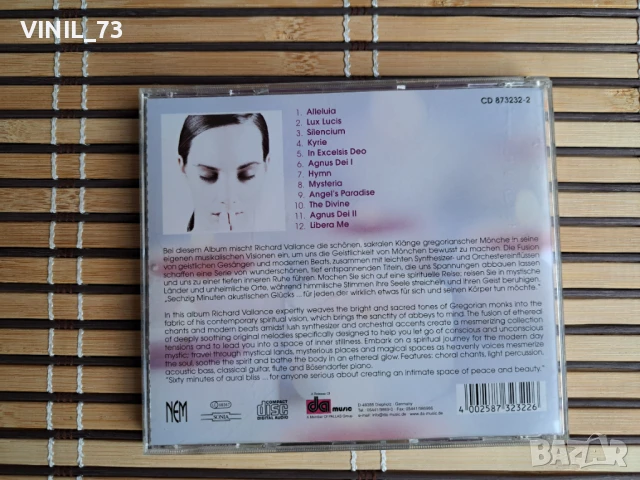 VINIL_73
CD 873232-2
1. Alleluia
2. Lux Lucis
3. Silencium
4. Kyrie
5. In Excelsis Deo
6. Agnus Dei I
7. Hymn
8. Mysteria
9. Angel's Paradise
10. The Divine
11. Agnus Dei II
12. Libera Me
Bei diesem Album mischt Richard Vallance die schönen, sakralen Klänge gregorianischer Mönche in seine
eigenen musikalischen Visionen ein, um uns die Geistlichkeit von Mönchen bewusst zu machen. Die Fusion
von geistlichen Gesängen und modernen Beats, zusammen mit leichten Synthesizer- und Orchestereinflüssen
schaffen eine Serie von wunderschönen, tief entspannenden Titeln, die uns Spannungen abbauen lassen
und uns zu einer tiefen inneren Ruhe führen. Machen Sie sich auf eine spirituelle Reise; reisen Sie in mystische
Länder und unheimliche Orte, während himmlische Stimmen Ihre Seele streicheln und ihren Geist beruhigen.
„Sechzig Minuten akustischen Glücks ... für jeden der wirklich etwas für sich und seinen Körper tun möchte."
In this album Richard Vallance expertly weaves the bright and sacred tones of Gregorian monks into the
fabric of his contemporary spiritual vision, which brings the sanctity of abbeys to mind. The fusion of ethereal
chants and modern beats amidst lush synthesizer and orchestral accents create a mesmerizing collection
of deeply soothing original melodies specifically designed to help you let go of conscious and unconscious
tensions and to lead you into a space of inner stillness. Embark on a spiritual journey for the modern day
mystic; travel through mystical lands, mysterious places and magical spaces as heavenly voices mesmerize
the soul, soothe the spirit and bathe the body in an ethereal glow. Features: choral chants, light percussion,
acoustic bass, classical guitar, flute and Bösendorfer piano.
"Sixty minutes of aural bliss ... for anyone serious about creating an intimate space of peace and beauty."
NEM
COMPACT
disc
DIGITAL AUDIO
da music
D-49356 Diepholz, Germany
4 002587 323226
BAZAR.bg